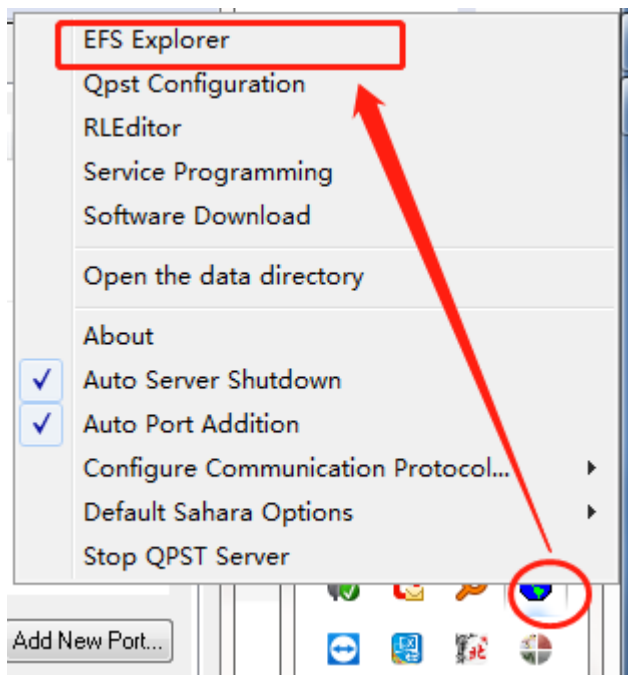 EFS Explorer
Qpst Configuration
RLEditor
Service Programming
Software Download
Open the data directory
About
Auto Server Shutdown
Auto Port Addition
Configure Communication Protocol...
Default Sahara Options
Stop QPST Server
Add New Port...